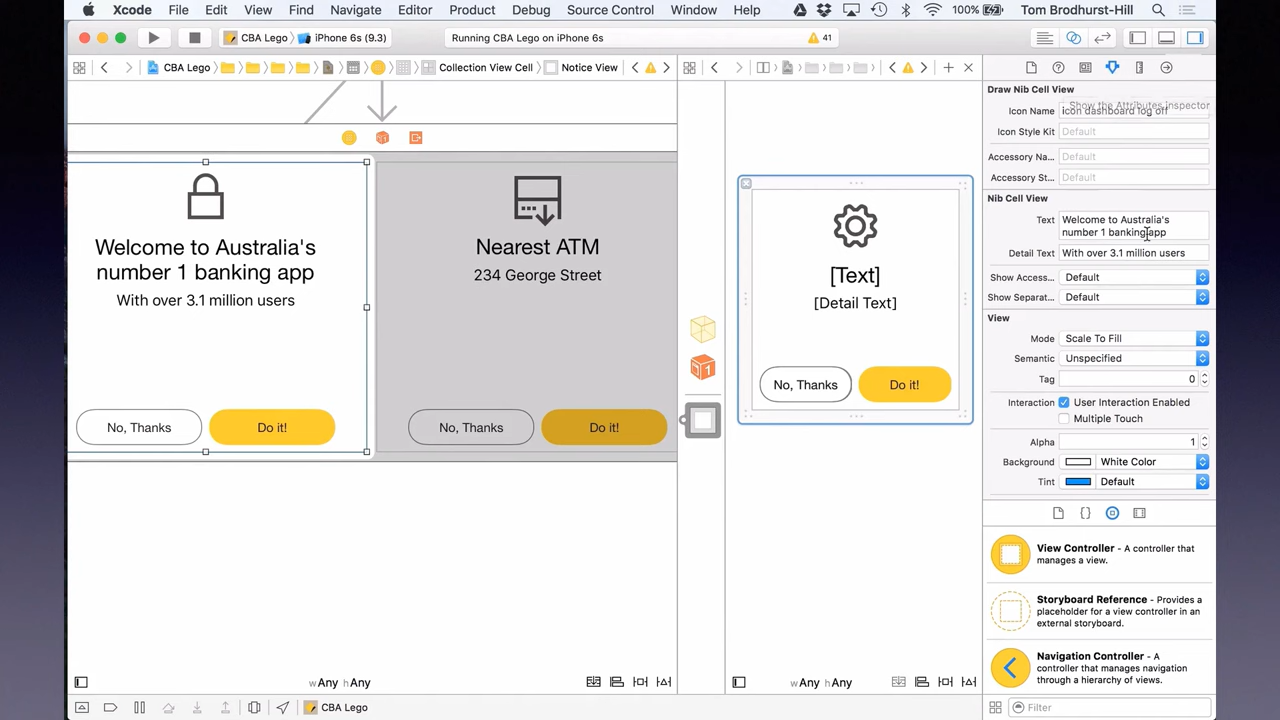 Xcode File Edit View Find Navigate Editor Product Debug Source Control Window Help 100% Tom Brodhurst-Hill
CBA Lego iPhone 6s (9.3) Running CBA Lego on iPhone 6s 41
CBA Lego Collection View Cell Notice View
Draw Nib Cell View
Show the Attributes inspector
Icon Name icon dashboard log off
Icon Style Kit Default
Accessory Na... Default
Accessory St... Default
Nib Cell View
Text Welcome to Australia's
number 1 banking app
Detail Text With over 3.1 million users
Show Access... Default
Show Separat... Default
View
Mode Scale To Fill
Semantic Unspecified
Tag 0
Interaction User Interaction Enabled
Multiple Touch
Alpha 1
Background White Color
Tint Default
Welcome to Australia's
number 1 banking app
With over 3.1 million users
No, Thanks Do it!
Nearest ATM
234 George Street
No, Thanks Do it!
[Text]
[Detail Text]
No, Thanks Do it!
1
{ }
View Controller - A controller that
manages a view.
Storyboard Reference - Provides a
placeholder for a view controller in an
external storyboard.
Navigation Controller - A
controller that manages navigation
through a hierarchy of views.
wAny hAny
wAny hAny
CBA Lego
Filter